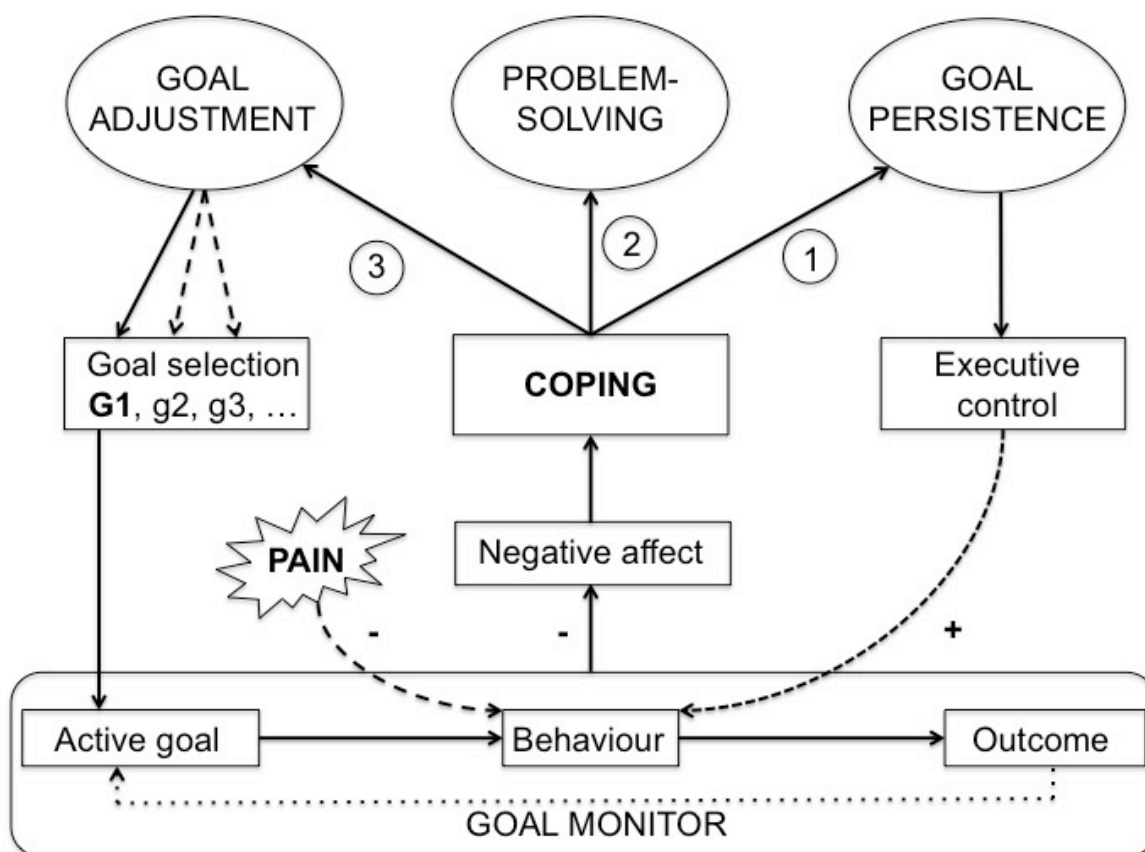 GOAL
ADJUSTMENT
PROBLEM-
SOLVING
GOAL
PERSISTENCE
3
2
1
Goal selection
G1, g2, g3, …
COPING
Executive
control
PAIN
Negative affect
-
-
+
Active goal
Behaviour
Outcome
GOAL MONITOR